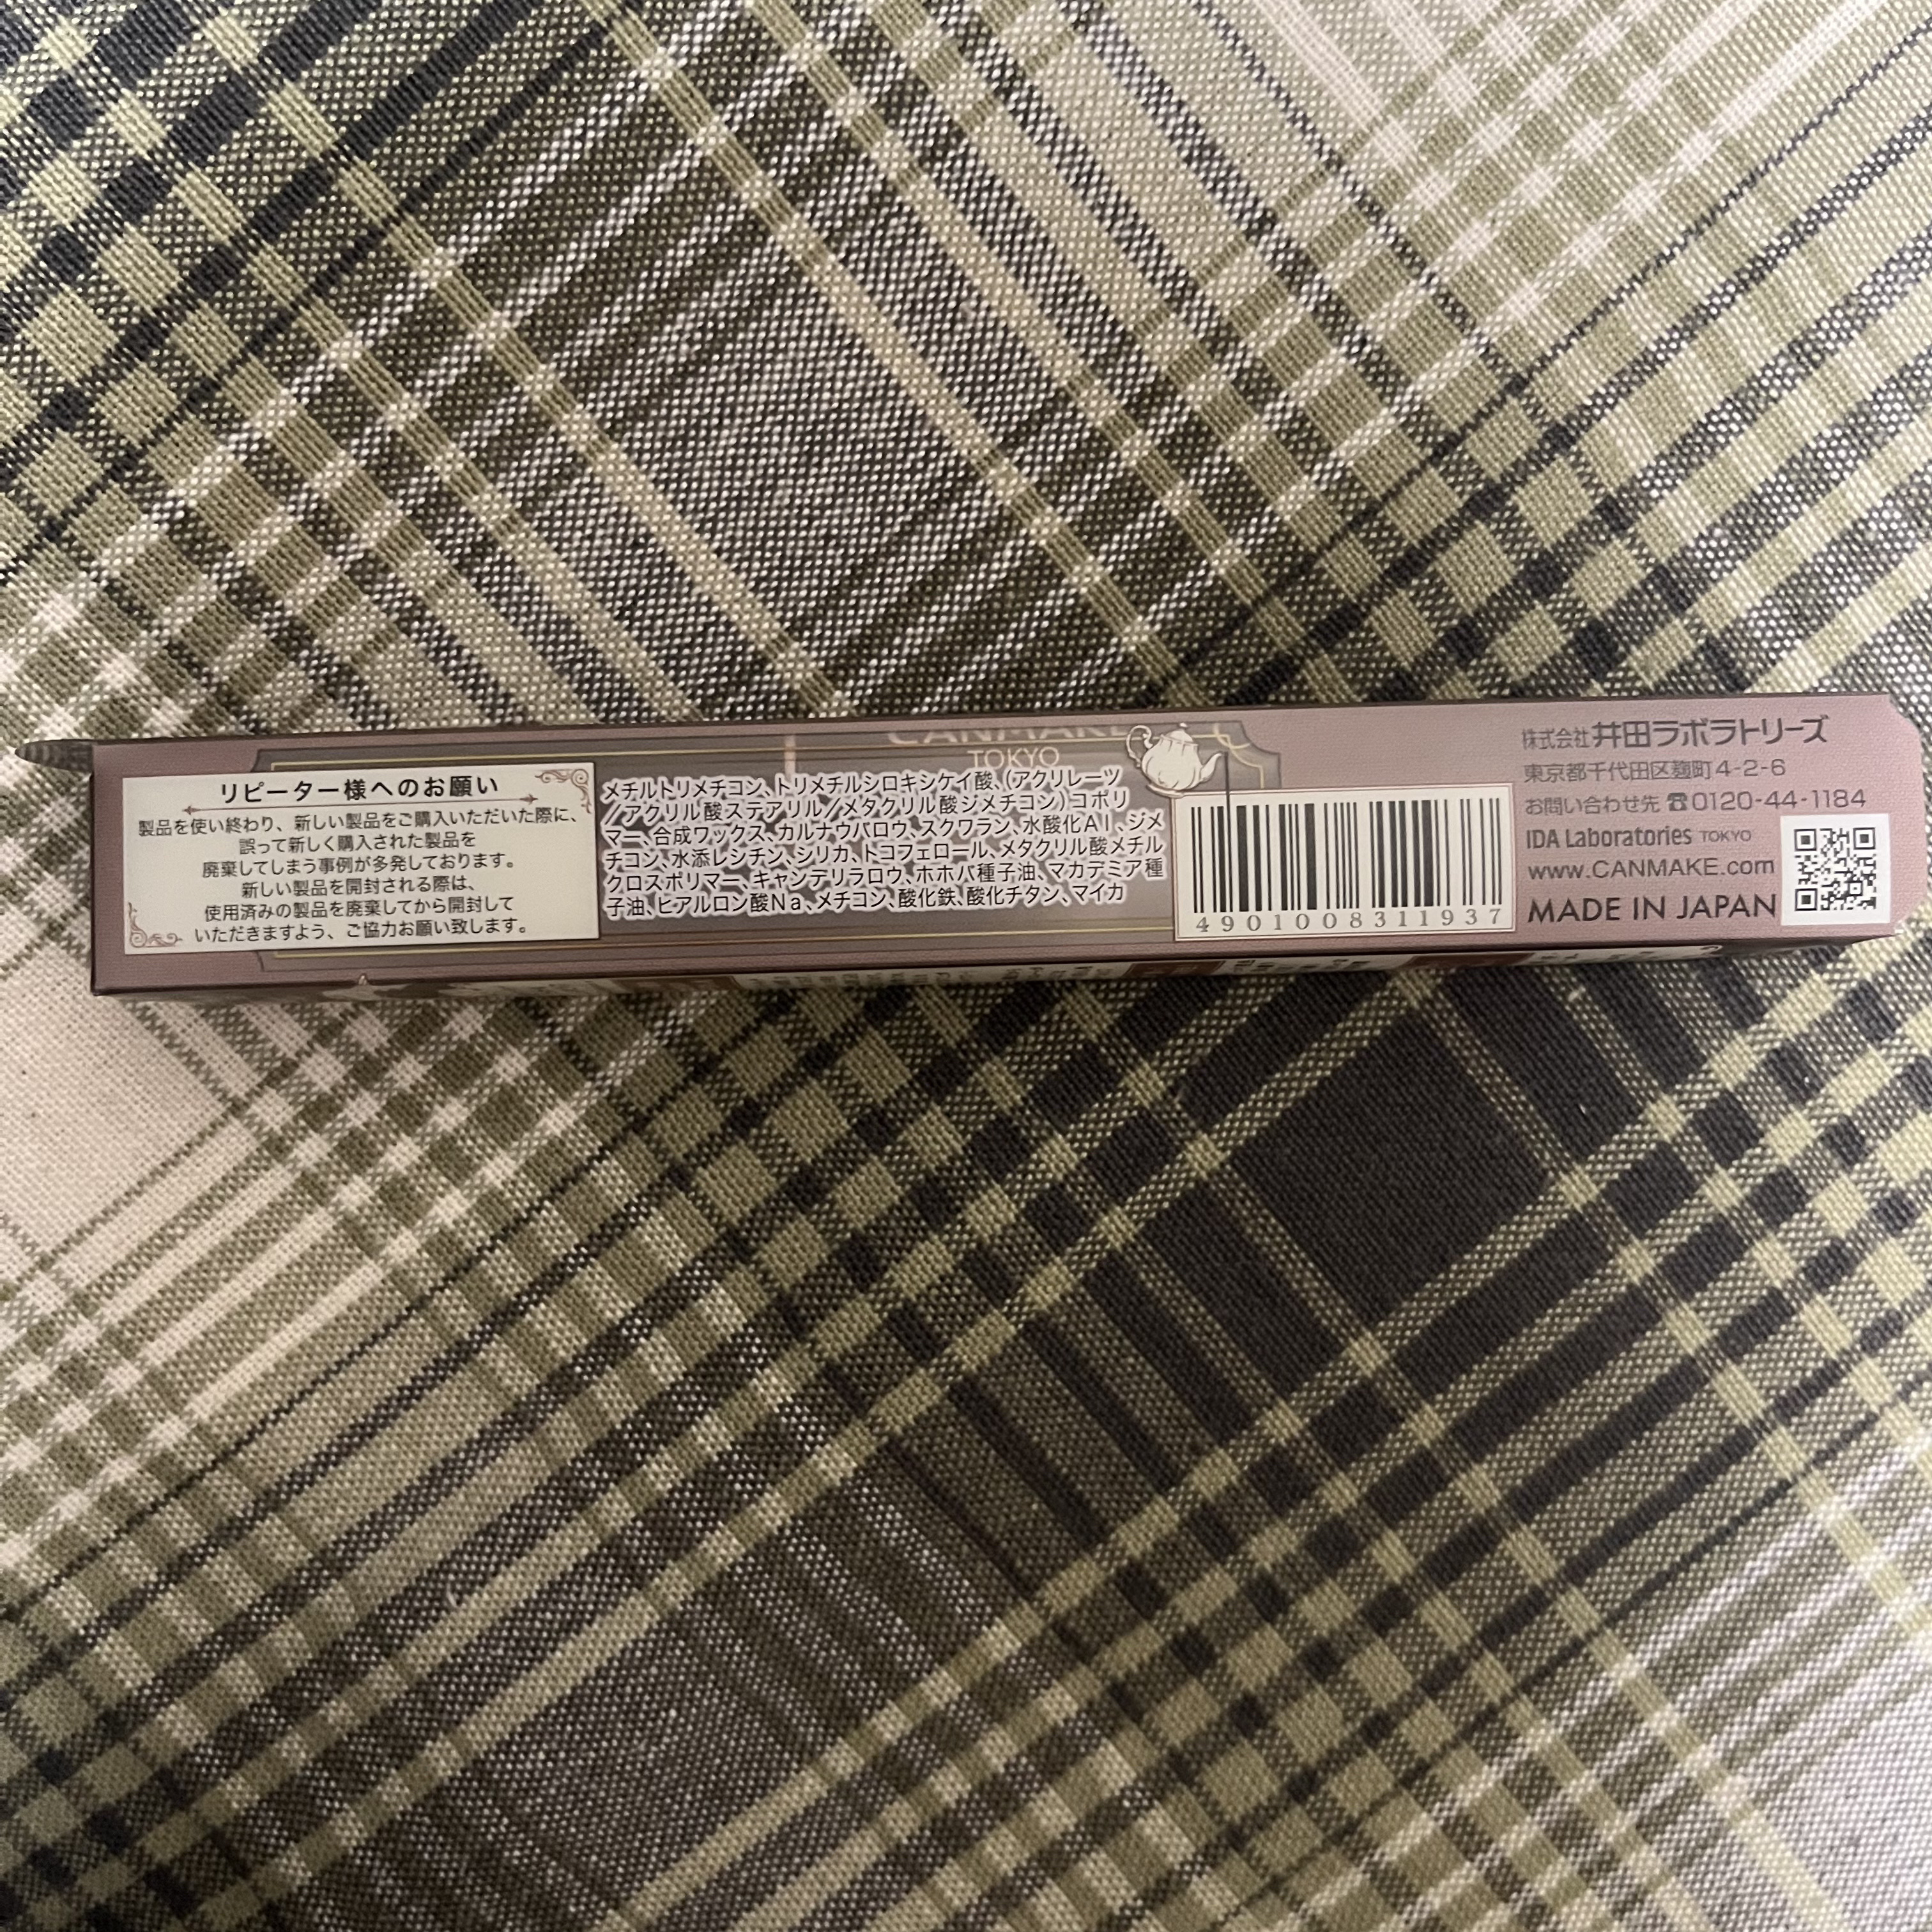 リピーター様へのお願い
製品を使い終わり、新しい製品をご購入いただいた際に、
誤って新しく購入された製品を
廃棄してしまう事例が多発しております。
新しい製品を開封される際は、
使用済みの製品を廃棄してから開封して
いただきますよう、ご協力お願い致します。
CANMAKE
TOKYO
メチルトリメチコン、トリメチルシロキシケイ酸、(アクリレーツ
/アクリル酸ステアリル/メタクリル酸ジメチコン)コポリ
マー、合成ワックス、カルナウバロウ、スクワラン、水酸化Al、ジメ
チコン、水添レシチン、シリカ、トコフェロール、メタクリル酸メチル
クロスポリマー、キャンデリラロウ、ホホバ種子油、マカデミア種
子油、ヒアルロン酸Na、メチコン、酸化鉄、酸化チタン、マイカ
4901008311937
株式会社井田ラボラトリーズ
東京都千代田区麹町4-2-6
お問い合わせ先 ☎0120-44-1184
IDA Laboratories TOKYO
www.CANMAKE.com
MADE IN JAPAN